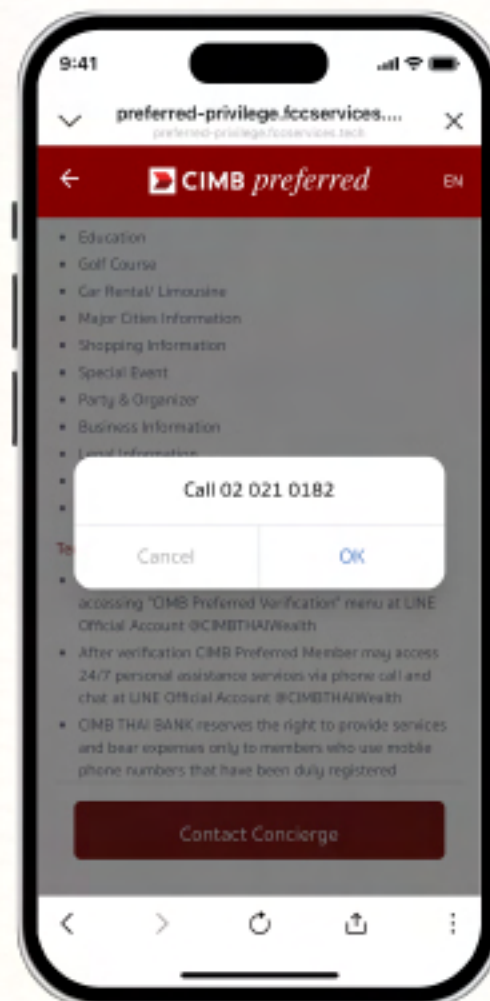 9:41
preferred-privilege.fccservices....
preferred-privilege.fccservices.tech
CIMB preferred
EN
• Education
• Golf Course
• Car Rental/ Limousine
• Major Cities Information
• Shopping Information
• Special Event
• Party & Organizer
• Business Information
• Legal Information
Call 02 021 0182
Cancel
OK
accessing "CIMB Preferred Verification" menu at LINE
Official Account @CIMBTHAIWealth
• After verification CIMB Preferred Member may access
24/7 personal assistance services via phone call and
chat at LINE Official Account @CIMBTHAIWealth
• CIMB THAI BANK reserves the right to provide services
and bear expenses only to members who use mobile
phone numbers that have been duly registered
Contact Concierge